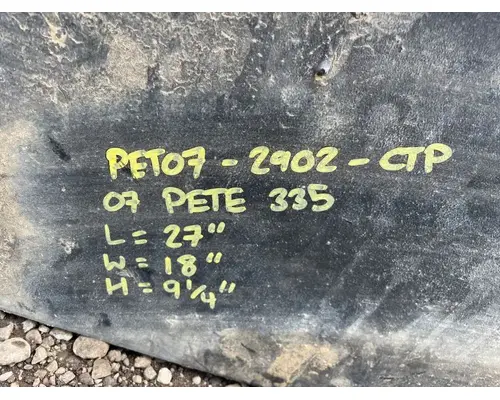 PET07 - 2902 - CTP
07 PETE 335
L = 27"
W = 18"
H = 9 1/4"